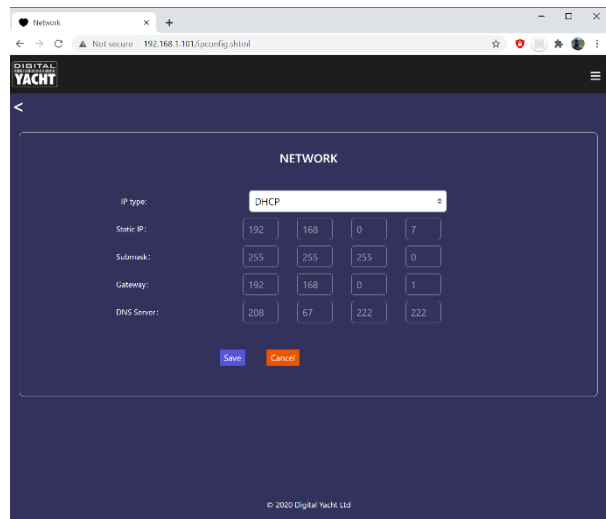 Network
Not secure 192.168.1.101/ipconfig.shtml
DIGITAL
YACHT
<
NETWORK
IP type: DHCP
Static IP: 192 168 0 7
Submask: 255 255 255 0
Gateway: 192 168 0 1
DNS Server: 208 67 222 222
Save Cancel
© 2020 Digital Yacht Ltd